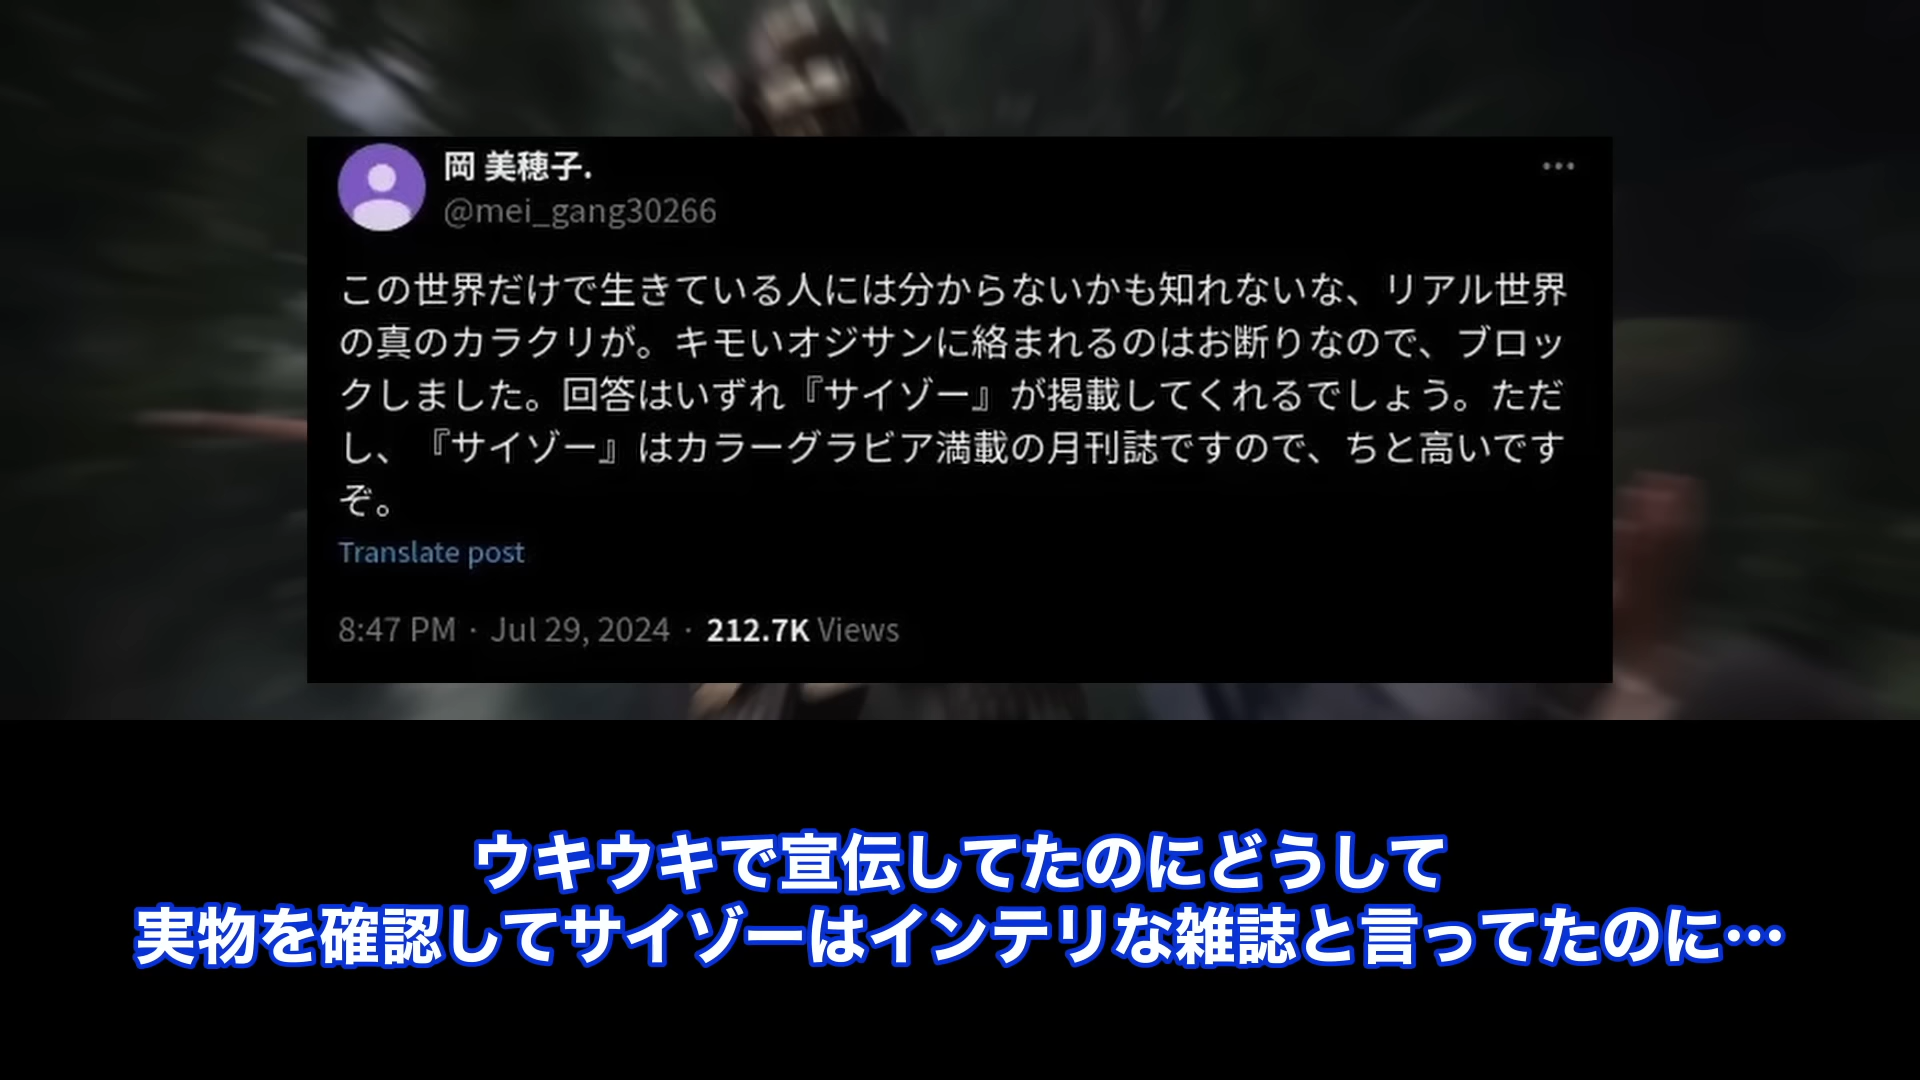 岡 美穂子.
@mei_gang30266
この世界だけで生きている人には分からないかも知れないな、リアル世界
の真のカラクリが。キモいオジサンに絡まれるのはお断りなので、ブロッ
クしました。回答はいずれ『サイゾー』が掲載してくれるでしょう。ただ
し、『サイゾー』はカラーグラビア満載の月刊誌ですので、ちと高いです
ぞ。
Translate post
8:47 PM · Jul 29, 2024 · 212.7K Views
ウキウキで宣伝してたのにどうして
実物を確認してサイゾーはインテリな雑誌と言ってたのに…